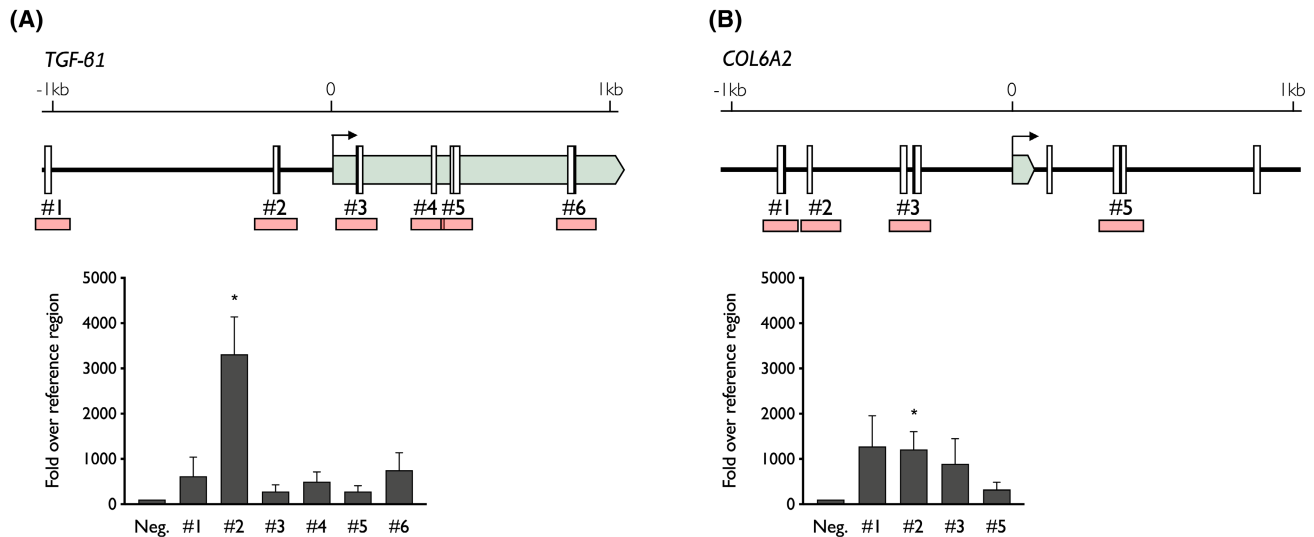 (A)
TGF-ß1
-1kb 0 1kb
#1 #2 #3 #4 #5 #6
Fold over reference region
5000
4000
3000
2000
1000
0
*
Neg. #1 #2 #3 #4 #5 #6
(B)
COL6A2
-1kb 0 1kb
#1 #2 #3 #5
Fold over reference region
5000
4000
3000
2000
1000
0
*
Neg. #1 #2 #3 #5